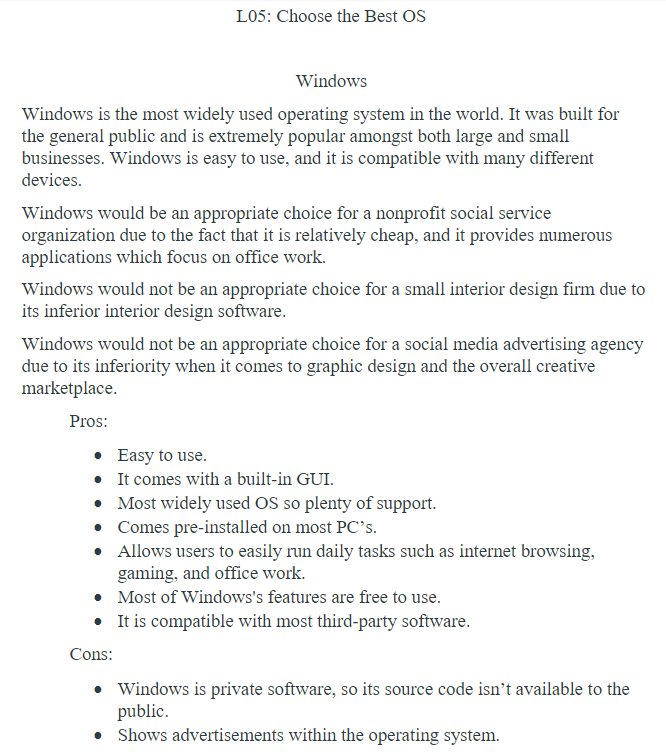 L05: Choose the Best OS
Windows
Windows is the most widely used operating system in the world. It was built for
the general public and is extremely popular amongst both large and small
businesses. Windows is easy to use, and it is compatible with many different
devices.
Windows would be an appropriate choice for a nonprofit social service
organization due to the fact that it is relatively cheap, and it provides numerous
applications which focus on office work.
Windows would not be an appropriate choice for a small interior design firm due to
its inferior interior design software.
Windows would not be an appropriate choice for a social media advertising agency
due to its inferiority when it comes to graphic design and the overall creative
marketplace.
Pros:
● Easy to use.
● It comes with a built-in GUI.
● Most widely used OS so plenty of support.
● Comes pre-installed on most PC’s.
● Allows users to easily run daily tasks such as internet browsing,
gaming, and office work.
● Most of Windows's features are free to use.
● It is compatible with most third-party software.
Cons:
● Windows is private software, so its source code isn’t available to the
public.
● Shows advertisements within the operating system.